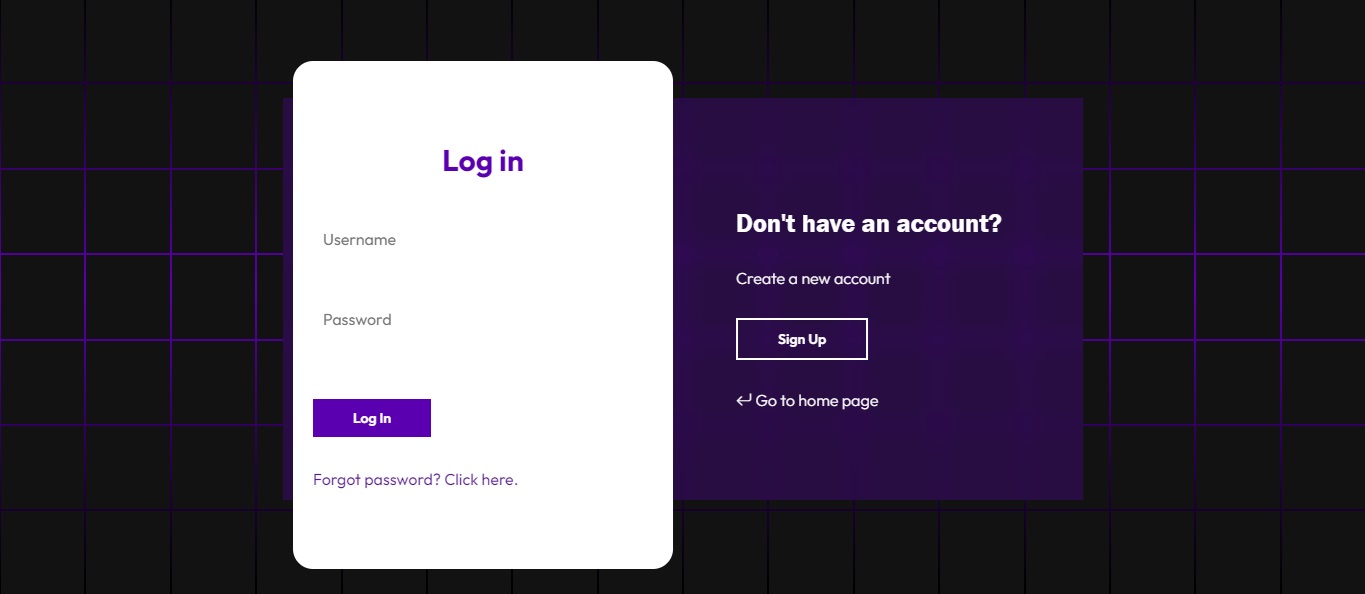 Log in
Username
Password
Log In
Forgot password? Click here.
Don't have an account?
Create a new account
Sign Up
↵ Go to home page